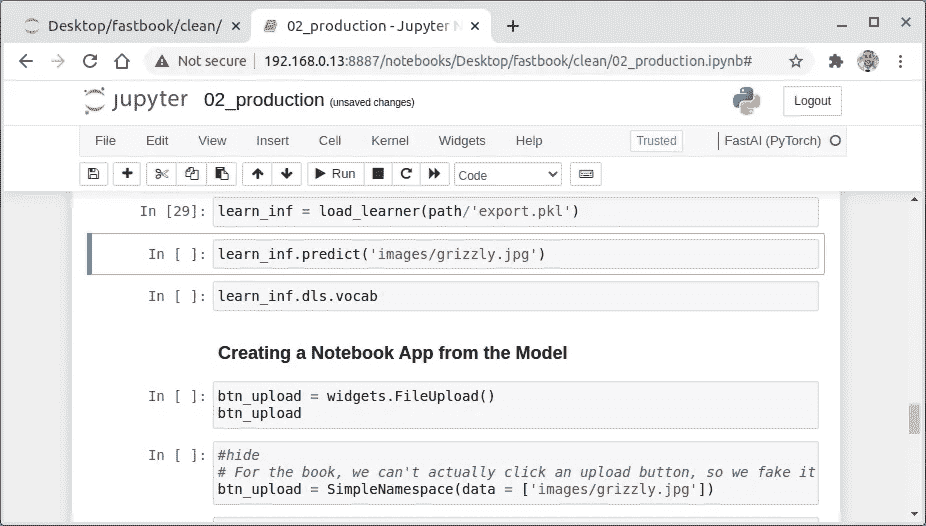 Desktop/fastbook/clean/
02_production - Jupyter N
Not secure
192.168.0.13:8887/notebooks/Desktop/fastbook/clean/02_production.ipynb#
jupyter 02_production (unsaved changes)
Logout
File Edit View Insert Cell Kernel Widgets Help
Trusted
FastAI (PyTorch)
Run
Code
In [29]: learn_inf = load_learner(path/'export.pkl')
In [ ]: learn_inf.predict('images/grizzly.jpg')
In [ ]: learn_inf.dls.vocab
Creating a Notebook App from the Model
In [ ]: btn_upload = widgets.FileUpload()
btn_upload
In [ ]: #hide
# For the book, we can't actually click an upload button, so we fake it
btn_upload = SimpleNamespace(data = ['images/grizzly.jpg'])